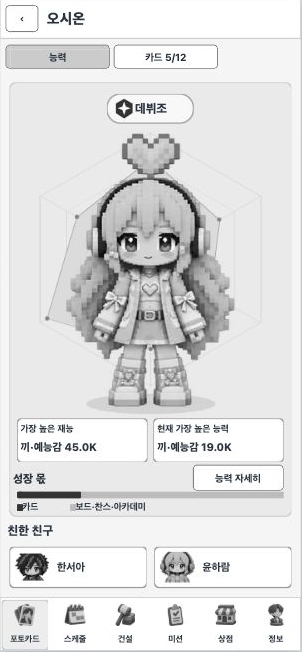 ‹ 오시온
능력 카드 5/12
데뷔조
가장 높은 재능 현재 가장 높은 능력
끼·예능감 45.0K 끼·예능감 19.0K
성장 몫 능력 자세히
카드 보드·찬스·아카데미
친한 친구
한서아 윤하람
포토카드 스케줄 건설 미션 상점 정보